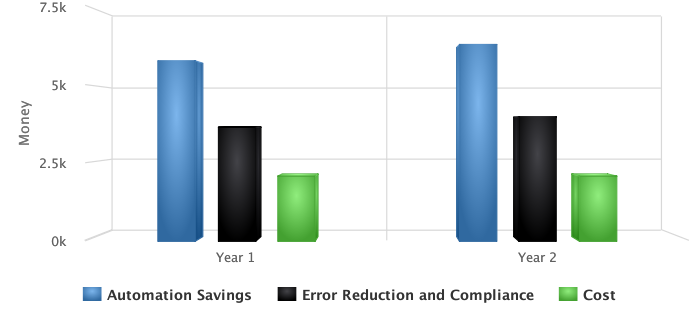 7.5k
5k
2.5k
0k
Money
Year 1
Year 2
Automation Savings
Error Reduction and Compliance
Cost